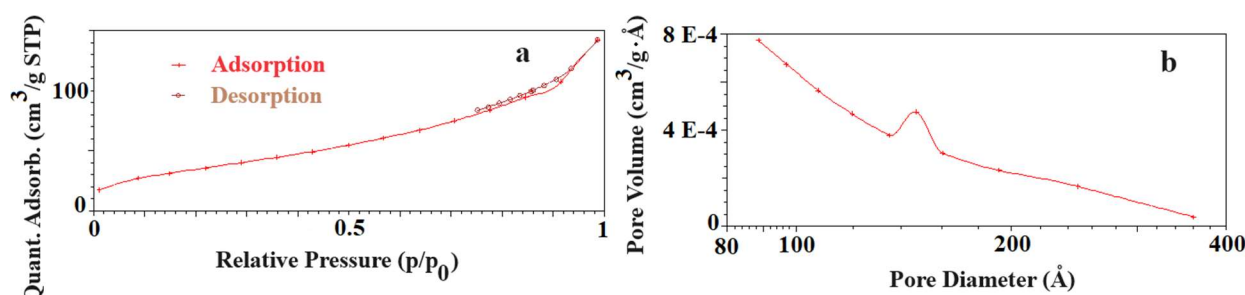 Quant. Adsorb. (cm³/g STP)
100
0
a
Adsorption
Desorption
0
0.5
1
Relative Pressure (p/p₀)
Pore Volume (cm³/g·Å)
8 E-4
4 E-4
0
b
80
100
200
400
Pore Diameter (Å)